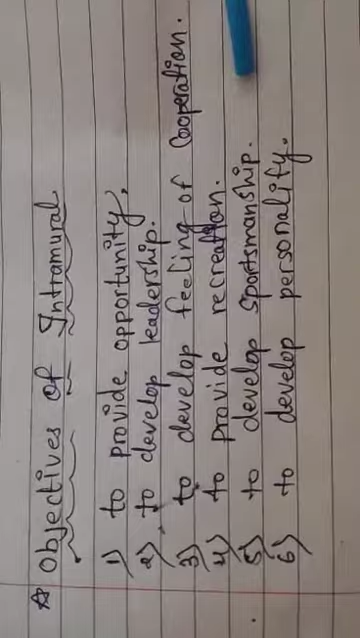 ☆ Objectives of Intramural
1) to provide opportunity,
2) to develop leadership.
3) to develop feeling of Cooperation.
4) to provide recreation.
5) to develop Sportsmanship.
6) to develop personality.